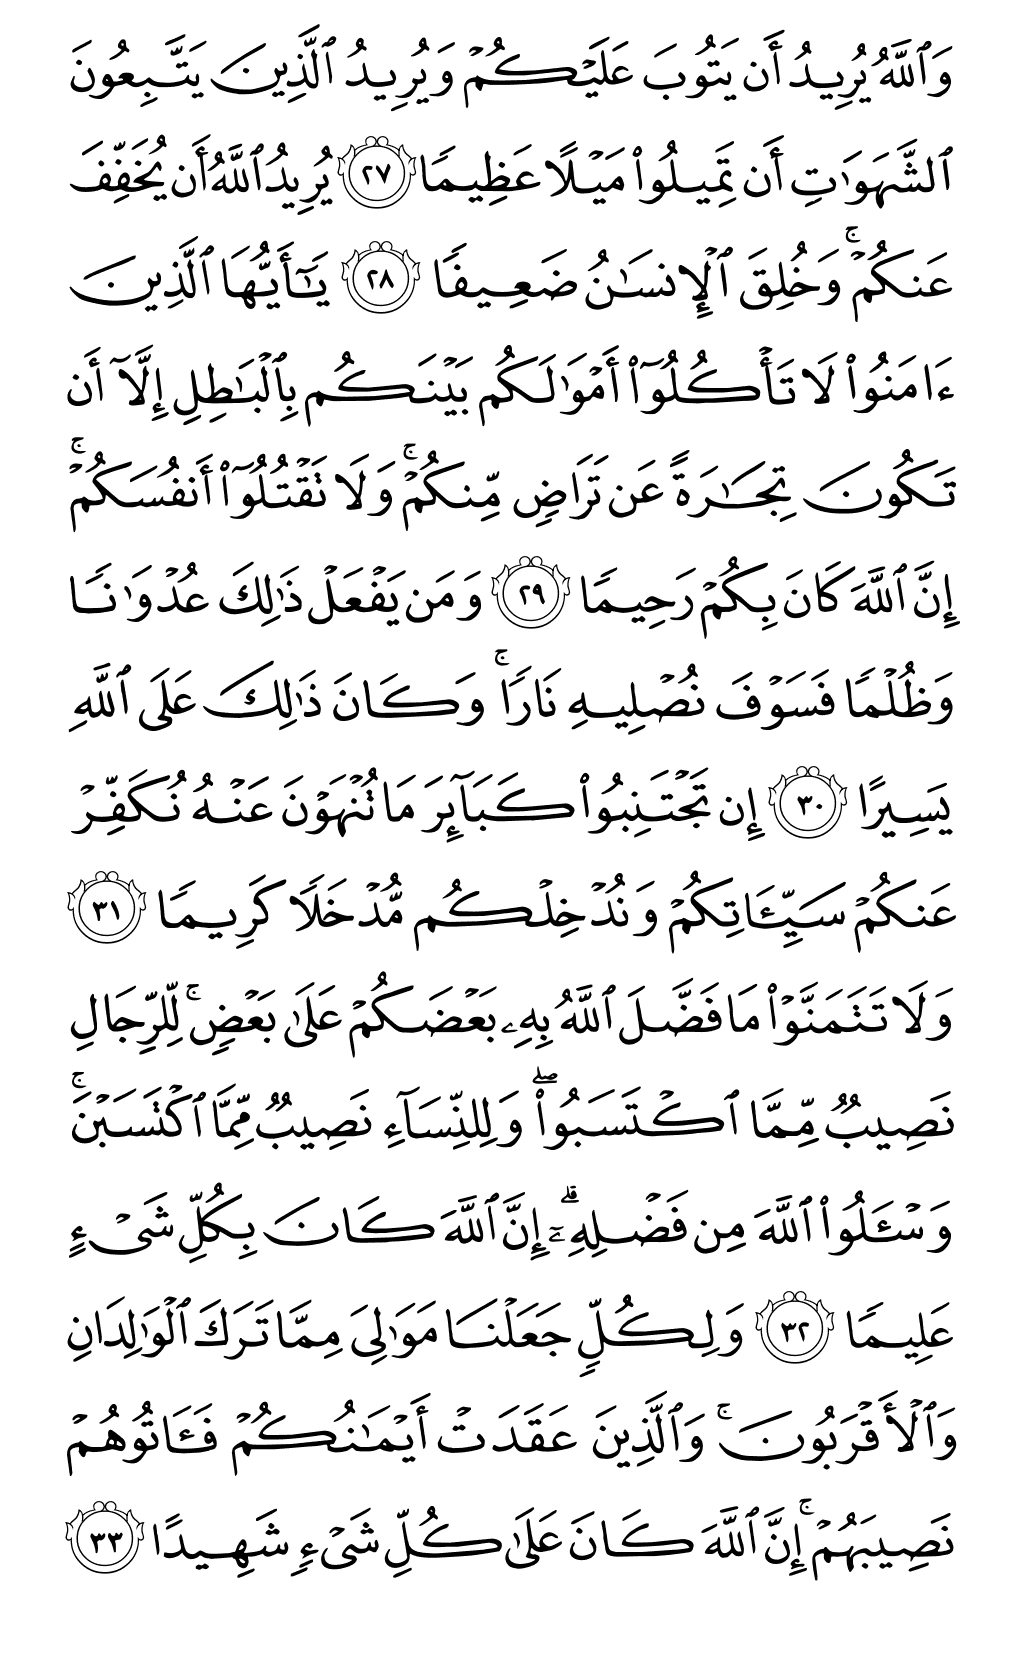 وَٱللَّهُ يُرِيدُ أَن يَتُوبَ عَلَيۡكُمۡ وَيُرِيدُ ٱلَّذِينَ يَتَّبِعُونَ
ٱلشَّهَوَٰتِ أَن تَمِيلُواْ مَيۡلًا عَظِيمًا ٢٧ يُرِيدُ ٱللَّهُ أَن يُخَفِّفَ
عَنكُمۡۚ وَخُلِقَ ٱلۡإِنسَٰنُ ضَعِيفًا ٢٨ يَٰٓأَيُّهَا ٱلَّذِينَ
ءَامَنُواْ لَا تَأۡكُلُوٓاْ أَمۡوَٰلَكُم بَيۡنَكُم بِٱلۡبَٰطِلِ إِلَّآ أَن
تَكُونَ تِجَٰرَةً عَن تَرَاضٖ مِّنكُمۡۚ وَلَا تَقۡتُلُوٓاْ أَنفُسَكُمۡۚ
إِنَّ ٱللَّهَ كَانَ بِكُمۡ رَحِيمًا ٢٩ وَمَن يَفۡعَلۡ ذَٰلِكَ عُدۡوَٰنًا
وَظُلۡمًا فَسَوۡفَ نُصۡلِيهِ نَارًاۚ وَكَانَ ذَٰلِكَ عَلَى ٱللَّهِ
يَسِيرًا ٣٠ إِن تَجۡتَنِبُواْ كَبَآئِرَ مَا تُنۡهَوۡنَ عَنۡهُ نُكَفِّرۡ
عَنكُمۡ سَيِّـَٔاتِكُمۡ وَنُدۡخِلۡكُم مُّدۡخَلًا كَرِيمًا ٣١
وَلَا تَتَمَنَّوۡاْ مَا فَضَّلَ ٱللَّهُ بِهِۦ بَعۡضَكُمۡ عَلَىٰ بَعۡضٖۚ لِّلرِّجَالِ
نَصِيبٞ مِّمَّا ٱكۡتَسَبُواْۖ وَلِلنِّسَآءِ نَصِيبٞ مِّمَّا ٱكۡتَسَبۡنَۚ
وَسۡـَٔلُواْ ٱللَّهَ مِن فَضۡلِهِۦٓۗ إِنَّ ٱللَّهَ كَانَ بِكُلِّ شَيۡءٍ
عَلِيمًا ٣٢ وَلِكُلّٖ جَعَلۡنَا مَوَٰلِيَ مِمَّا تَرَكَ ٱلۡوَٰلِدَانِ
وَٱلۡأَقۡرَبُونَۚ وَٱلَّذِينَ عَقَدَتۡ أَيۡمَٰنُكُمۡ فَـَٔاتُوهُمۡ
نَصِيبَهُمۡۚ إِنَّ ٱللَّهَ كَانَ عَلَىٰ كُلِّ شَيۡءٖ شَهِيدًا ٣٣